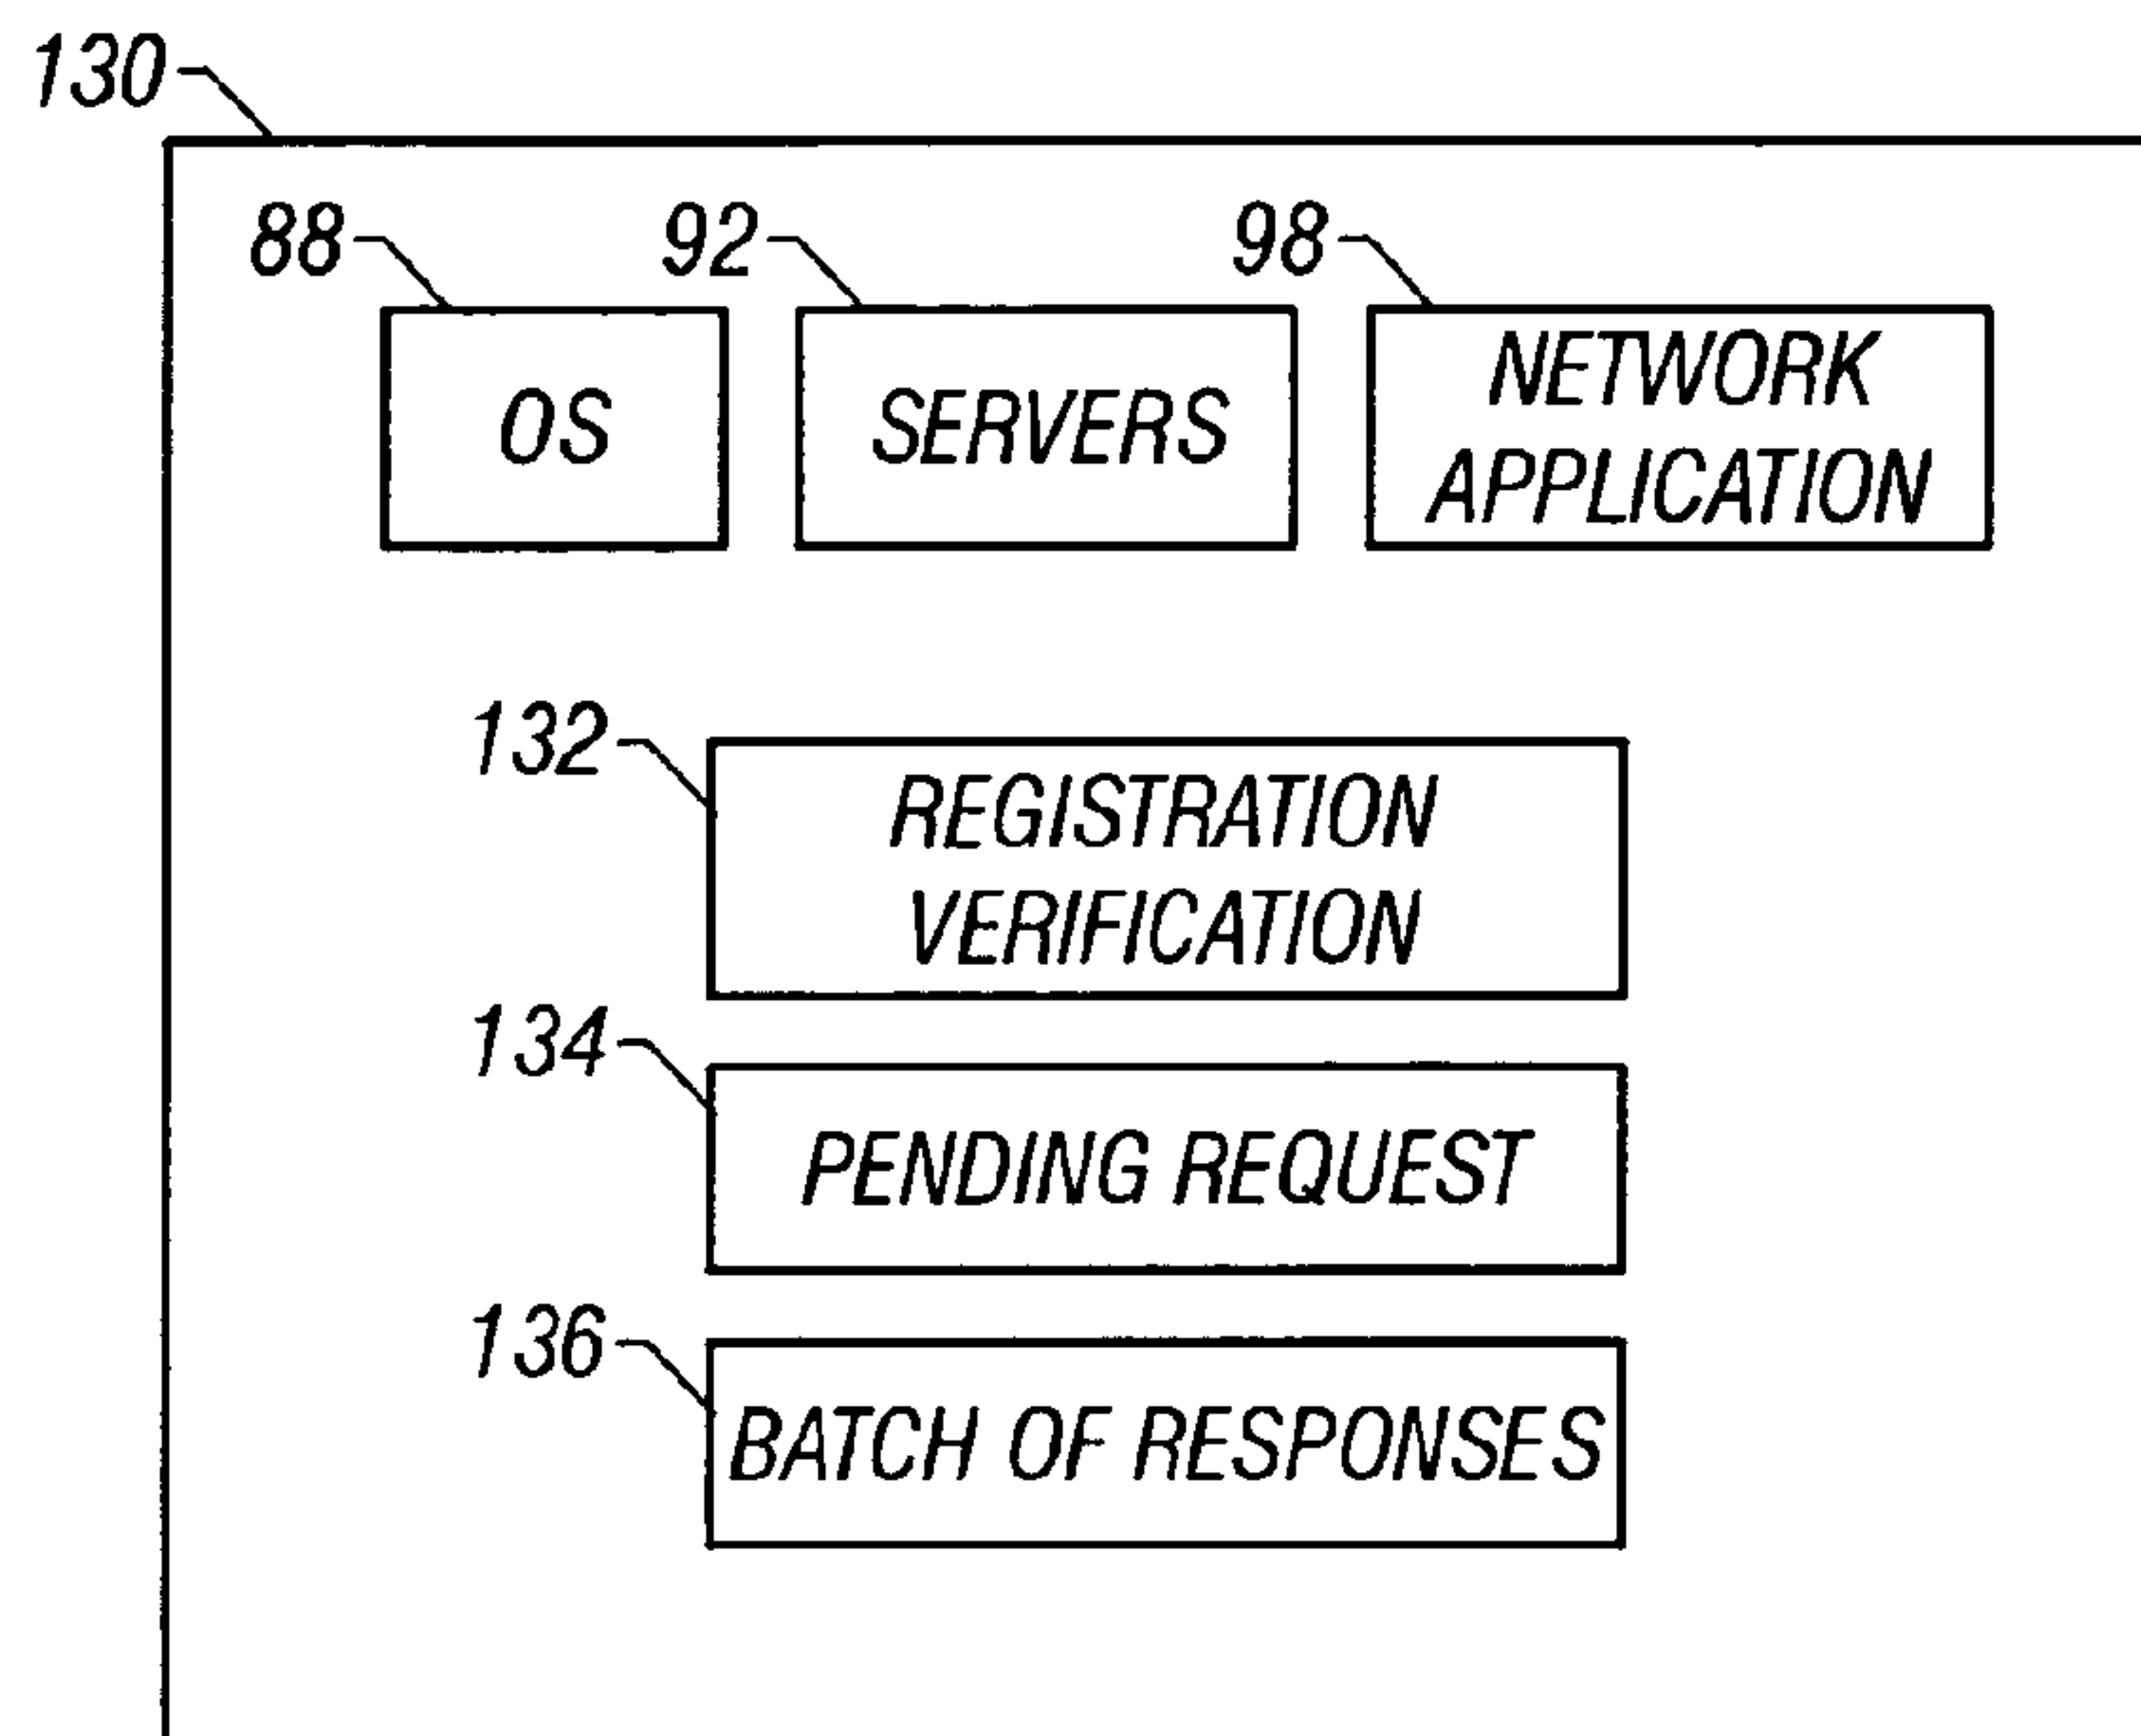 130
88
92
98
OS
SERVERS
NETWORK
APPLICATION
132
REGISTRATION
VERIFICATION
134
PENDING REQUEST
136
BATCH OF RESPONSES